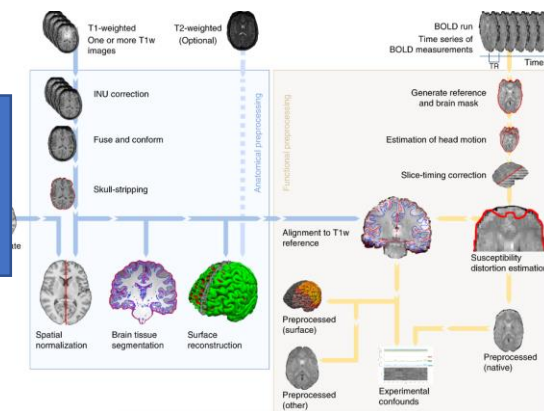 T1-weighted
One or more T1w
images
T2-weighted
(Optional)
BOLD run
Time series of
BOLD measurements
TR
Time
INU correction
Fuse and conform
Skull-stripping
Anatomical preprocessing
Functional preprocessing
Generate reference
and brain mask
Estimation of head motion
Slice-timing correction
Alignment to T1w
reference
Susceptibility
distortion estimation
Spatial
normalization
Brain tissue
segmentation
Surface
reconstruction
Preprocessed
(surface)
Preprocessed
(other)
Experimental
confounds
Preprocessed
(native)